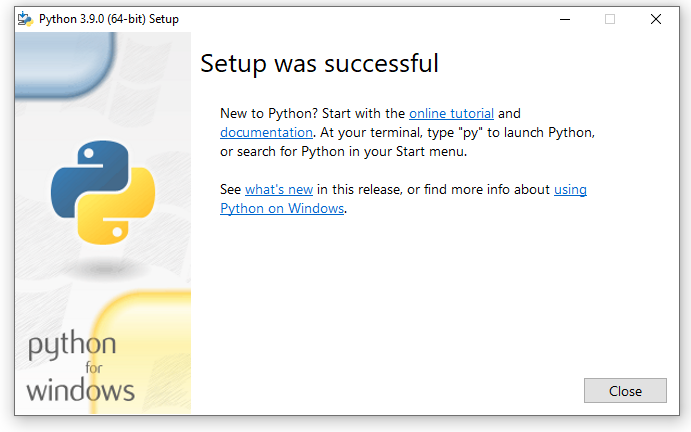 Python 3.9.0 (64-bit) Setup
Setup was successful
New to Python? Start with the online tutorial and
documentation. At your terminal, type "py" to launch Python,
or search for Python in your Start menu.
See what's new in this release, or find more info about using
Python on Windows.
python
for
windows
Close